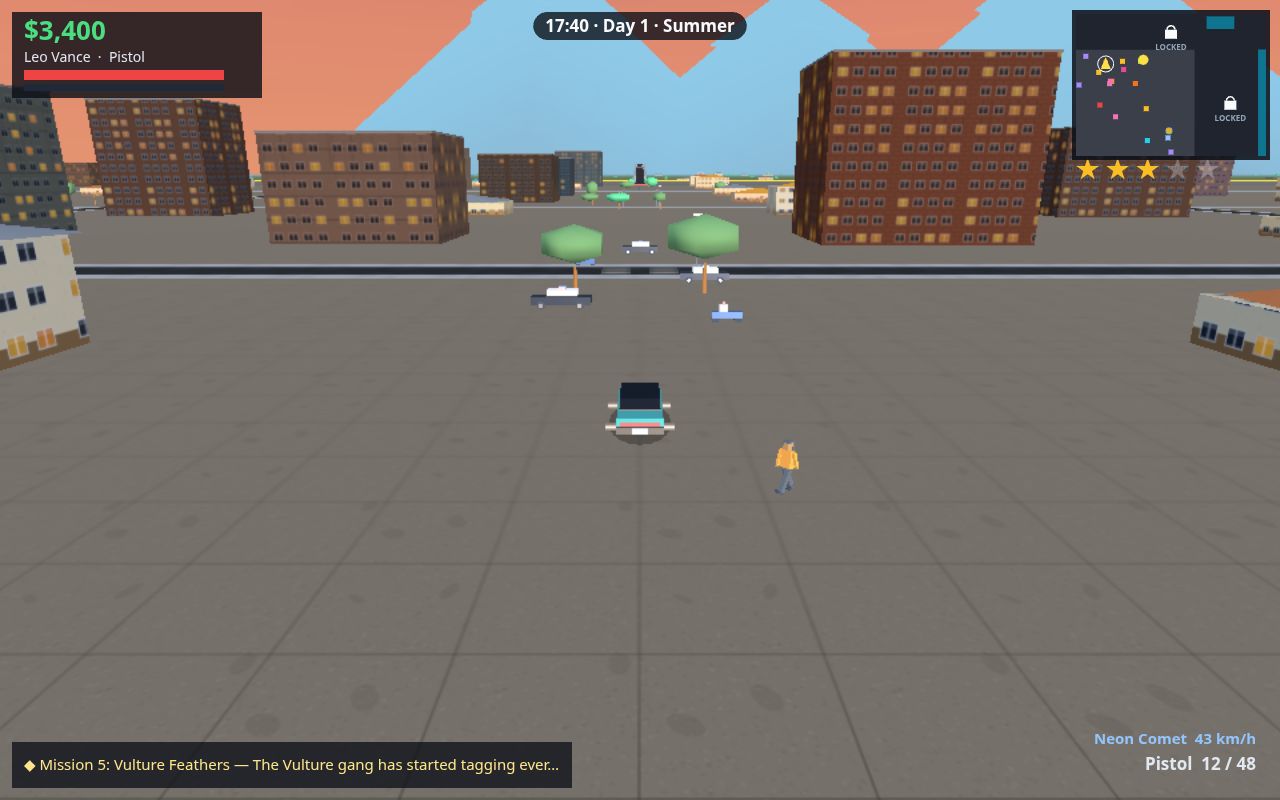 $3,400
Leo Vance · Pistol
17:40 · Day 1 · Summer
LOCKED
LOCKED
◆ Mission 5: Vulture Feathers — The Vulture gang has started tagging ever...
Neon Comet 43 km/h
Pistol 12 / 48